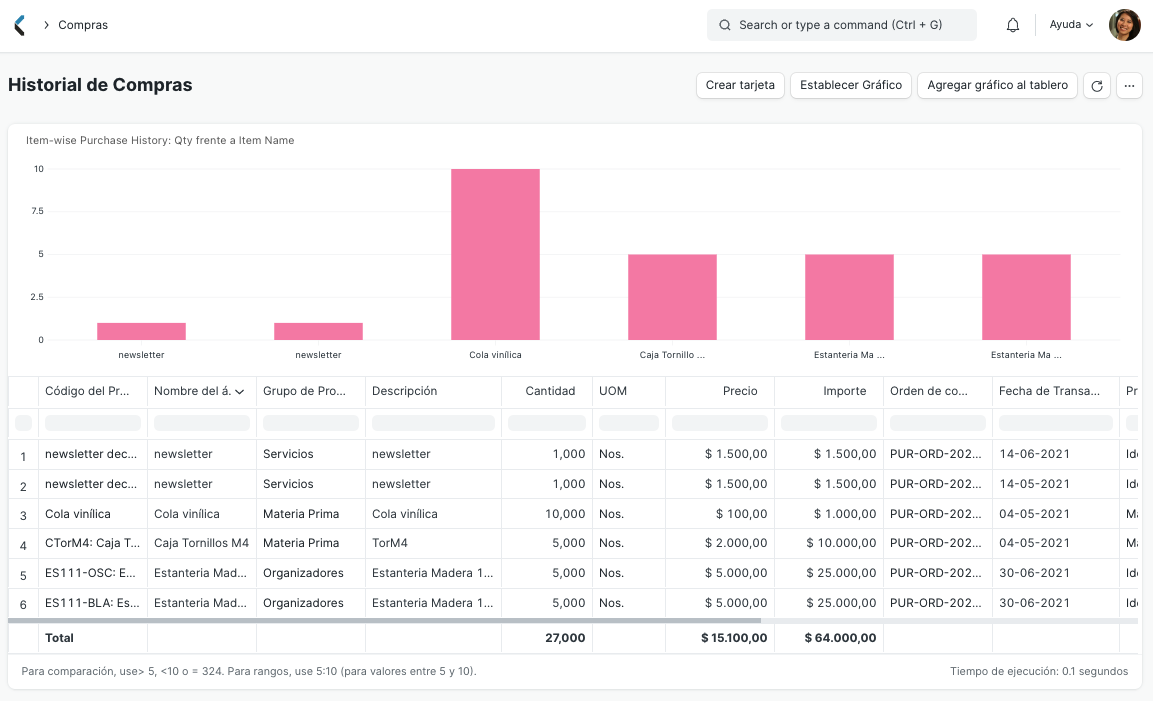 Compras
Search or type a command (Ctrl + G)
Ayuda
Historial de Compras
Crear tarjeta
Establecer Gráfico
Agregar gráfico al tablero
...
Item-wise Purchase History: Qty frente a Item Name
10
7.5
5
2.5
0
newsletter newsletter Cola vinílica Caja Tornillo ... Estanteria Ma ... Estanteria Ma ...
Código del Pr... Nombre del á. Grupo de Pro... Descripción Cantidad UOM Precio Importe Orden de co... Fecha de Transa... Pr
1 newsletter dec... newsletter Servicios newsletter 1,000 Nos. $ 1.500,00 $ 1.500,00 PUR-ORD-202... 14-06-2021 Ide
2 newsletter dec... newsletter Servicios newsletter 1,000 Nos. $ 1.500,00 $ 1.500,00 PUR-ORD-202... 14-05-2021 Ide
3 Cola vinílica Cola vinílica Materia Prima Cola vinílica 10,000 Nos. $ 100,00 $ 1.000,00 PUR-ORD-202... 04-05-2021 Ma
4 CTorM4: Caja T... Caja Tornillos M4 Materia Prima TorM4 5,000 Nos. $ 2.000,00 $ 10.000,00 PUR-ORD-202... 04-05-2021 Ma
5 ES111-OSC: E... Estanteria Mad... Organizadores Estanteria Madera 1... 5,000 Nos. $ 5.000,00 $ 25.000,00 PUR-ORD-202... 30-06-2021 Ide
6 ES111-BLA: Es... Estanteria Mad... Organizadores Estanteria Madera 1... 5,000 Nos. $ 5.000,00 $ 25.000,00 PUR-ORD-202... 30-06-2021 Ide
Total 27,000 $ 15.100,00 $ 64.000,00
Para comparación, use> 5, <10 o = 324. Para rangos, use 5:10 (para valores entre 5 y 10).
Tiempo de ejecución: 0.1 segundos